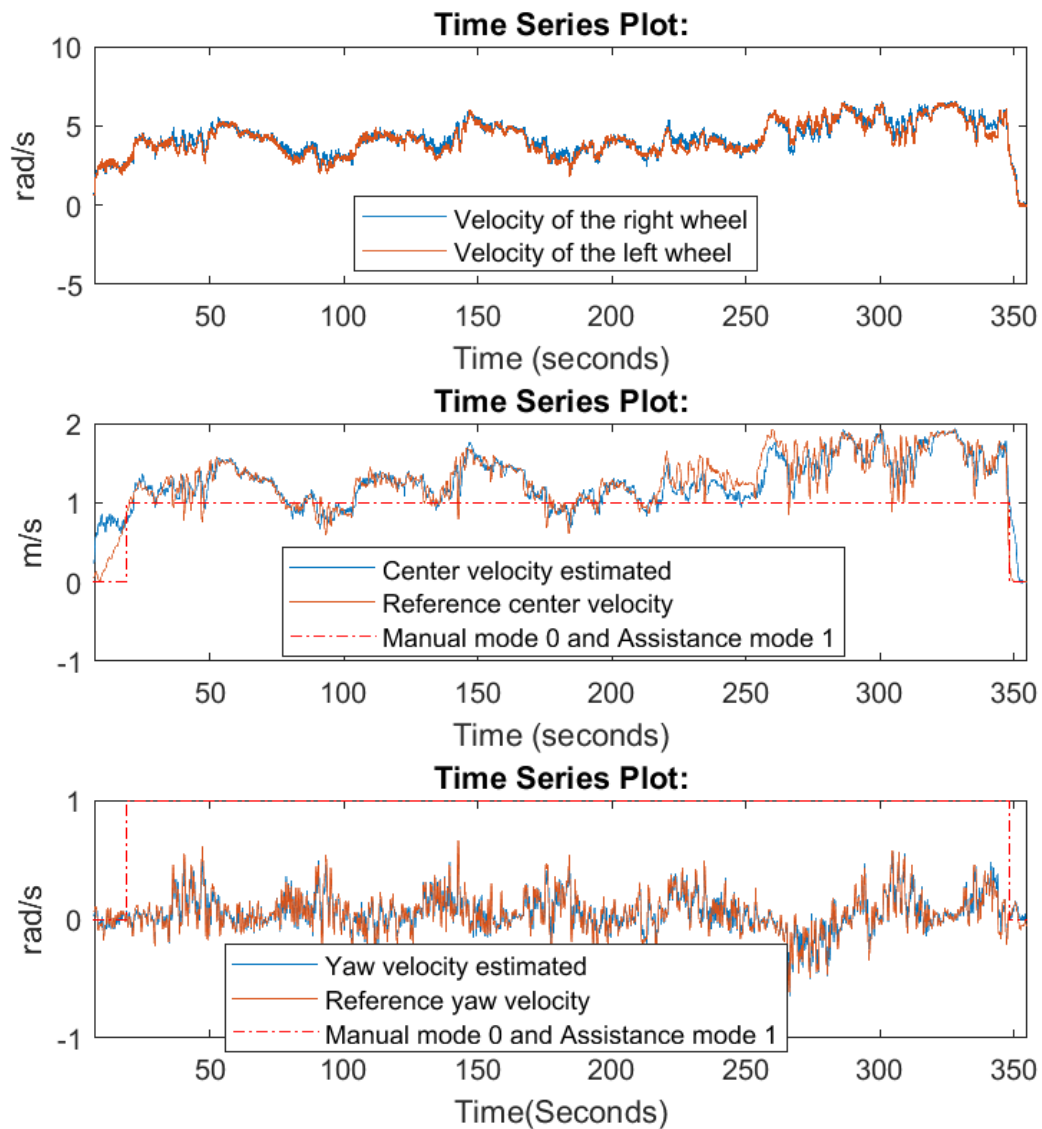 Time Series Plot:
10
5
0
-5
rad/s
Velocity of the right wheel
Velocity of the left wheel
50 100 150 200 250 300 350
Time (seconds)
Time Series Plot:
2
1
0
-1
m/s
Center velocity estimated
Reference center velocity
Manual mode 0 and Assistance mode 1
50 100 150 200 250 300 350
Time (seconds)
Time Series Plot:
1
0
-1
rad/s
Yaw velocity estimated
Reference yaw velocity
Manual mode 0 and Assistance mode 1
50 100 150 200 250 300 350
Time(Seconds)